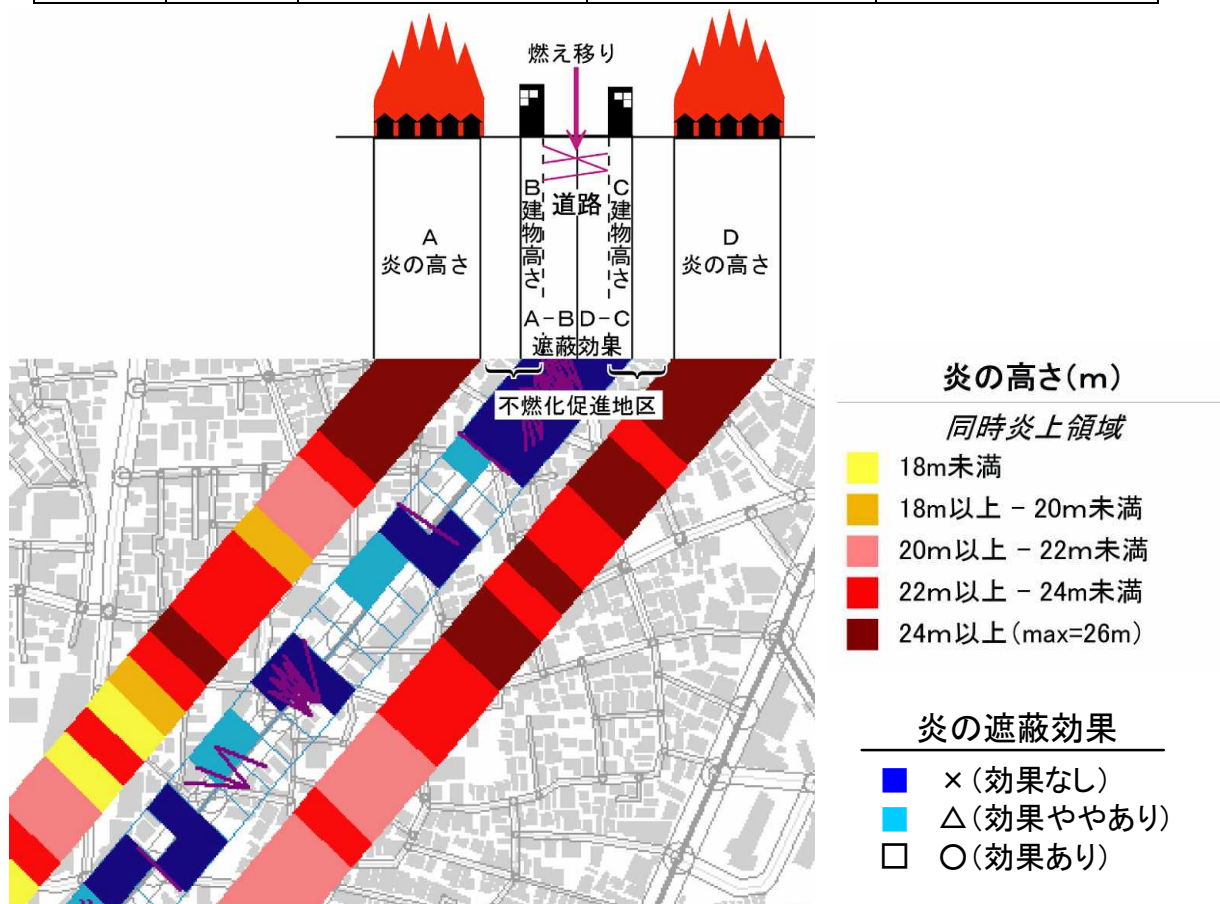 燃え移り
B建物高さ
道路
C建物高さ
A
炎の高さ
D
炎の高さ
A-B
D-C
遮蔽効果
不燃化促進地区
炎の高さ(m)
同時炎上領域
18m未満
18m以上 - 20m未満
20m以上 - 22m未満
22m以上 - 24m未満
24m以上(max=26m)
炎の遮蔽効果
×(効果なし)
△(効果ややあり)
○(効果あり)